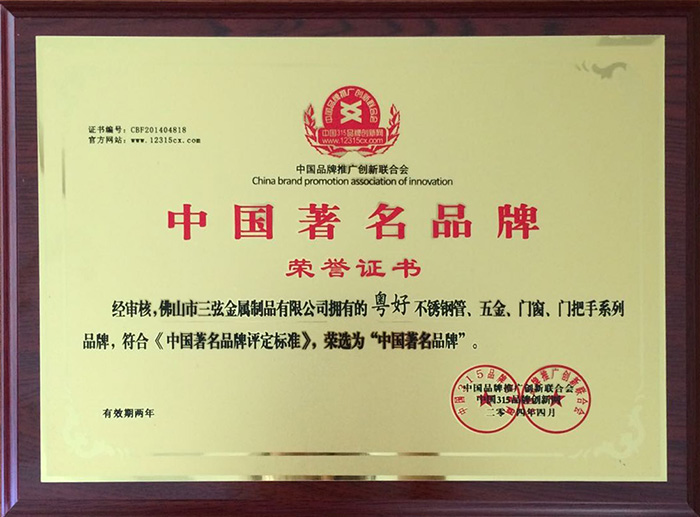 中国品牌推广创新联合会
中国315品牌创新网
www.12315cx.com
证书编号：CBF201404818
官方网站：www.12315cx.com
中国品牌推广创新联合会
China brand promotion association of innovation
中国著名品牌
荣誉证书
经审核，佛山市三弦金属制品有限公司拥有的 粤好 不锈钢管、五金、门窗、门把手系列
品牌，符合《中国著名品牌评定标准》，荣选为“中国著名品牌”。
中国品牌推广创新联合会
中国315品牌创新网
二〇一四年四月
有效期两年